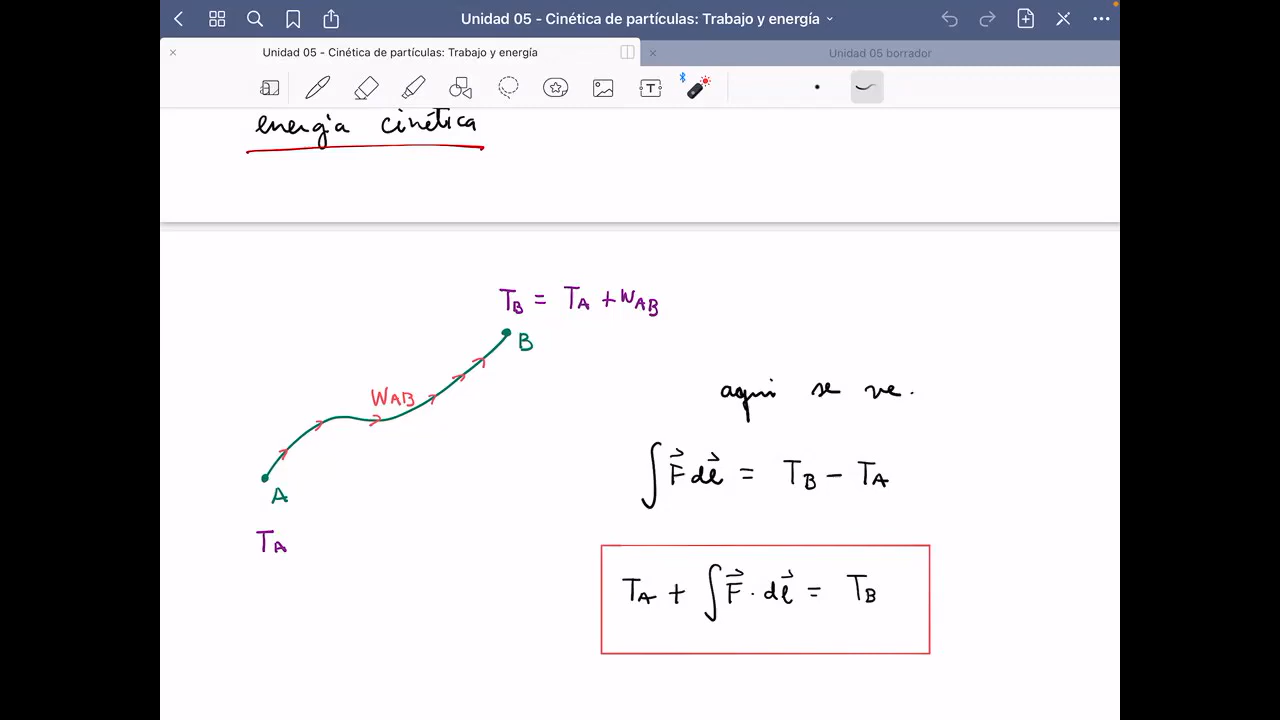 Unidad 05 - Cinética de partículas: Trabajo y energía
Unidad 05 - Cinética de partículas: Trabajo y energía
Unidad 05 borrador
T
energía cinética
T_B = T_A + W_AB
B
W_AB
aqui se ve.
∫ F⃗ dl⃗ = T_B - T_A
A
T_A
T_A + ∫ F⃗ · dl⃗ = T_B